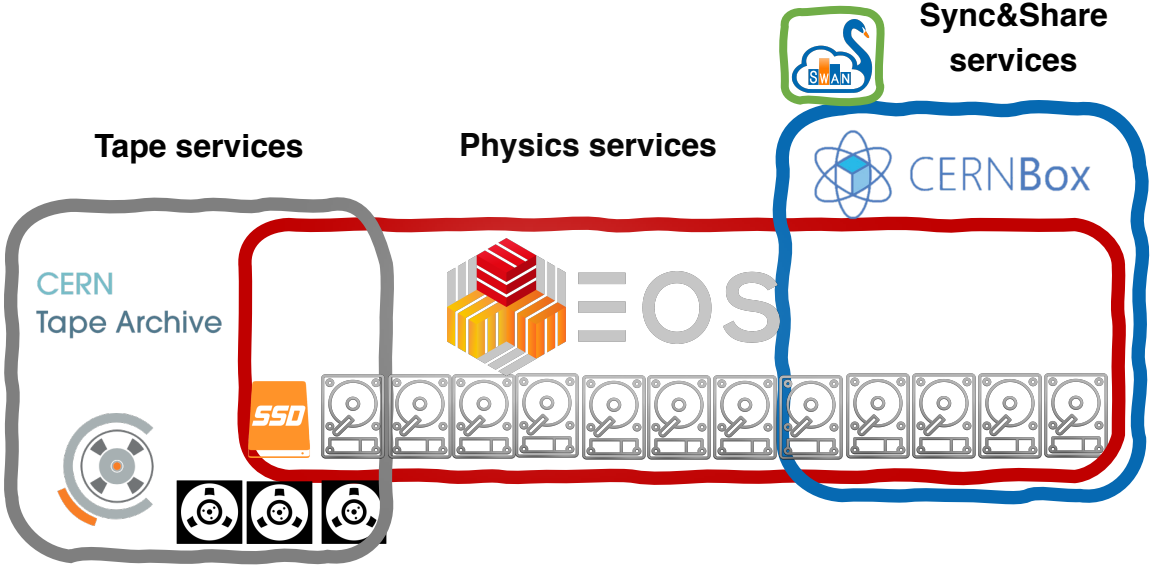 Sync&Share
services
SWAN
Tape services
Physics services
CERNBox
CERN
Tape Archive
EOS
SSD